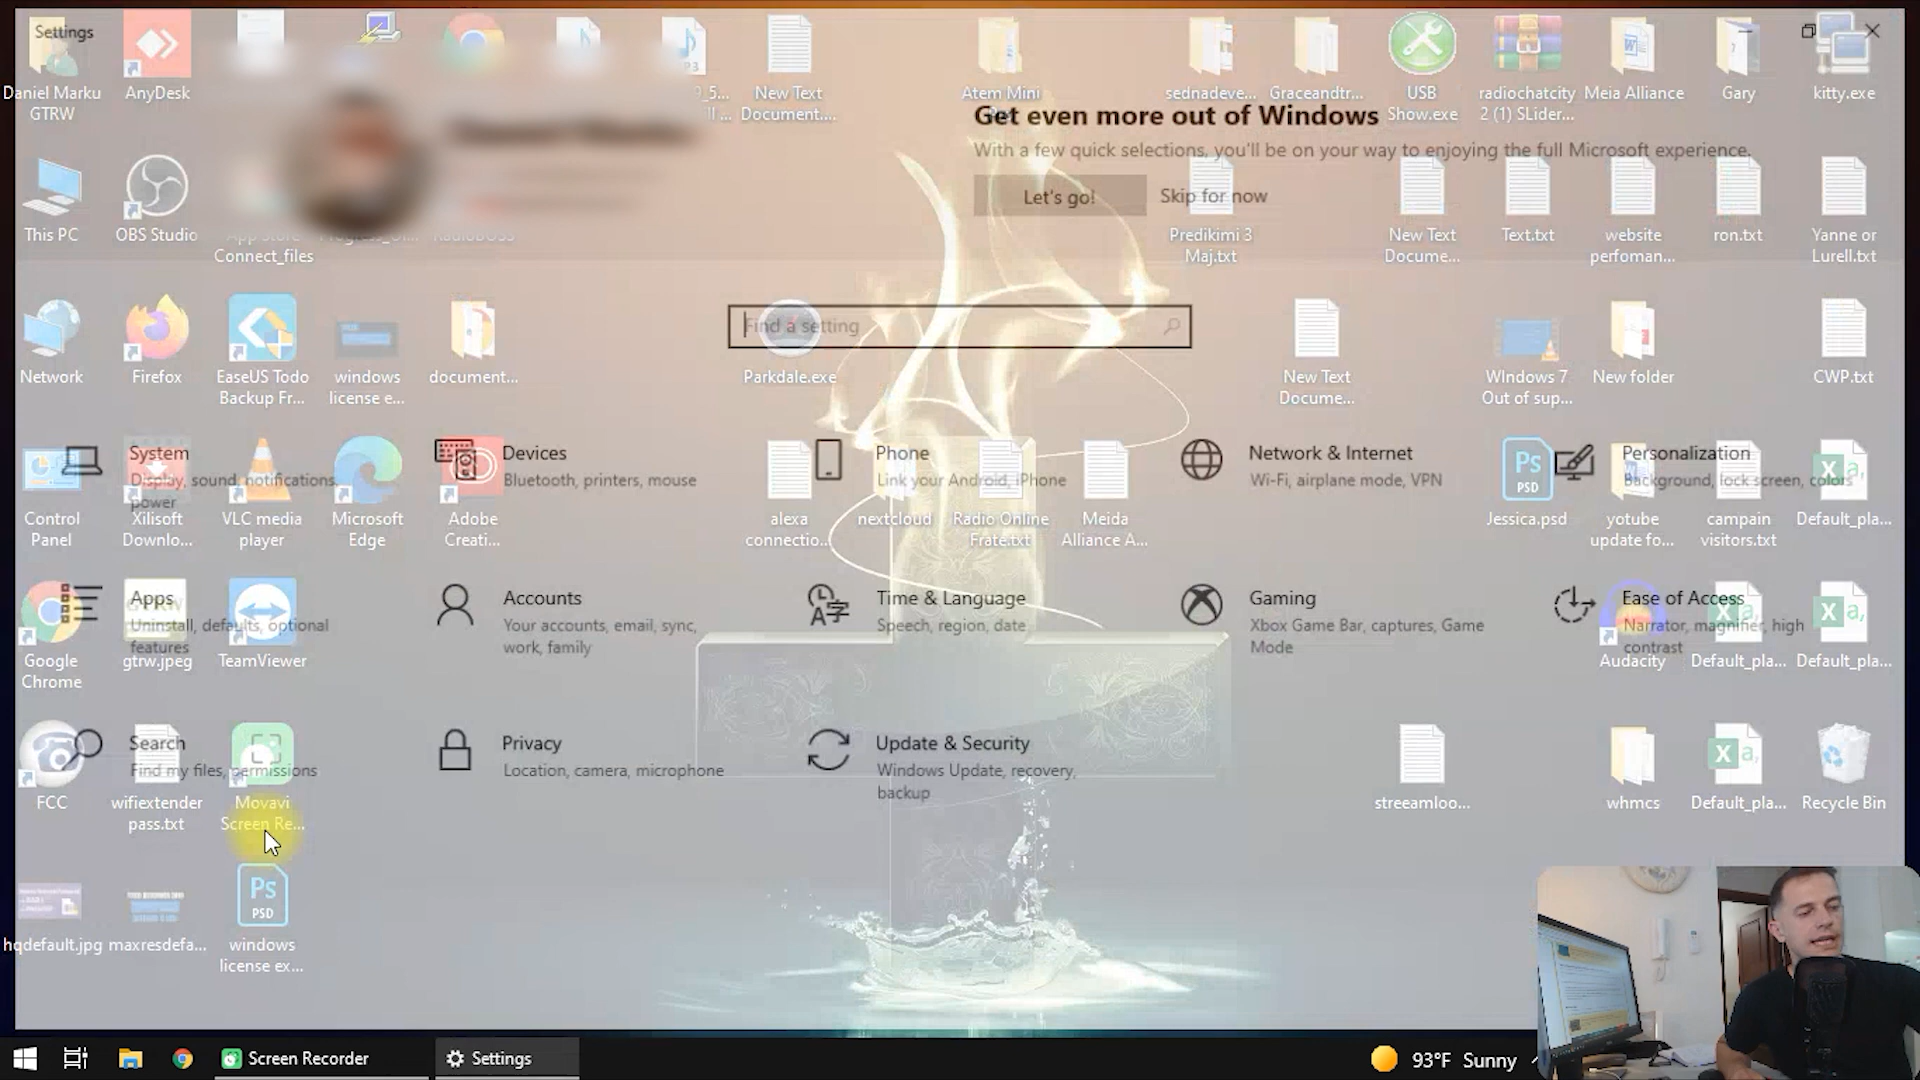 Settings
Daniel Marku
GTRW
AnyDesk
New Text
Document....
Atem Mini
sednadeve...
Graceandtr...
USB
Show.exe
radiochatcity
2 (1) SLider...
Meia Alliance
Gary
kitty.exe
Get even more out of Windows
With a few quick selections, you'll be on your way to enjoying the full Microsoft experience.
Let's go!
Skip for now
This PC
OBS Studio
App Store
Connect_files
Predikimi 3
Maj.txt
New Text
Docume...
Text.txt
website
perfoman...
ron.txt
Yanne or
Lurell.txt
Find a setting
Network
Firefox
EaseUS Todo
Backup Fr...
windows
license e...
document...
Parkdale.exe
New Text
Docume...
WIndows 7
Out of sup...
New folder
CWP.txt
System
Display, sound, notifications,
power
Devices
Bluetooth, printers, mouse
Phone
Link your Android, iPhone
Network & Internet
Wi-Fi, airplane mode, VPN
Personalization
Background, lock screen, colors
Control
Panel
Xilisoft
Downlo...
VLC media
player
Microsoft
Edge
Adobe
Creati...
alexa
connectio...
nextcloud
Radio Online
Frate.txt
Meida
Alliance A...
Ps
PSD
Jessica.psd
yotube
update fo...
campain
visitors.txt
Default_pla...
Apps
Uninstall, defaults, optional
features
Accounts
Your accounts, email, sync,
work, family
Time & Language
Speech, region, date
Gaming
Xbox Game Bar, captures, Game
Mode
Ease of Access
Narrator, magnifier, high
contrast
Google
Chrome
gtrw.jpeg
TeamViewer
Audacity
Default_pla...
Default_pla...
Search
Find my files, permissions
Privacy
Location, camera, microphone
Update & Security
Windows Update, recovery,
backup
FCC
wifiextender
pass.txt
Movavi
Screen Re...
streeamloo...
whmcs
Default_pla...
Recycle Bin
Ps
PSD
hqdefault.jpg
maxresdefa...
windows
license ex...
Screen Recorder
Settings
93°F Sunny